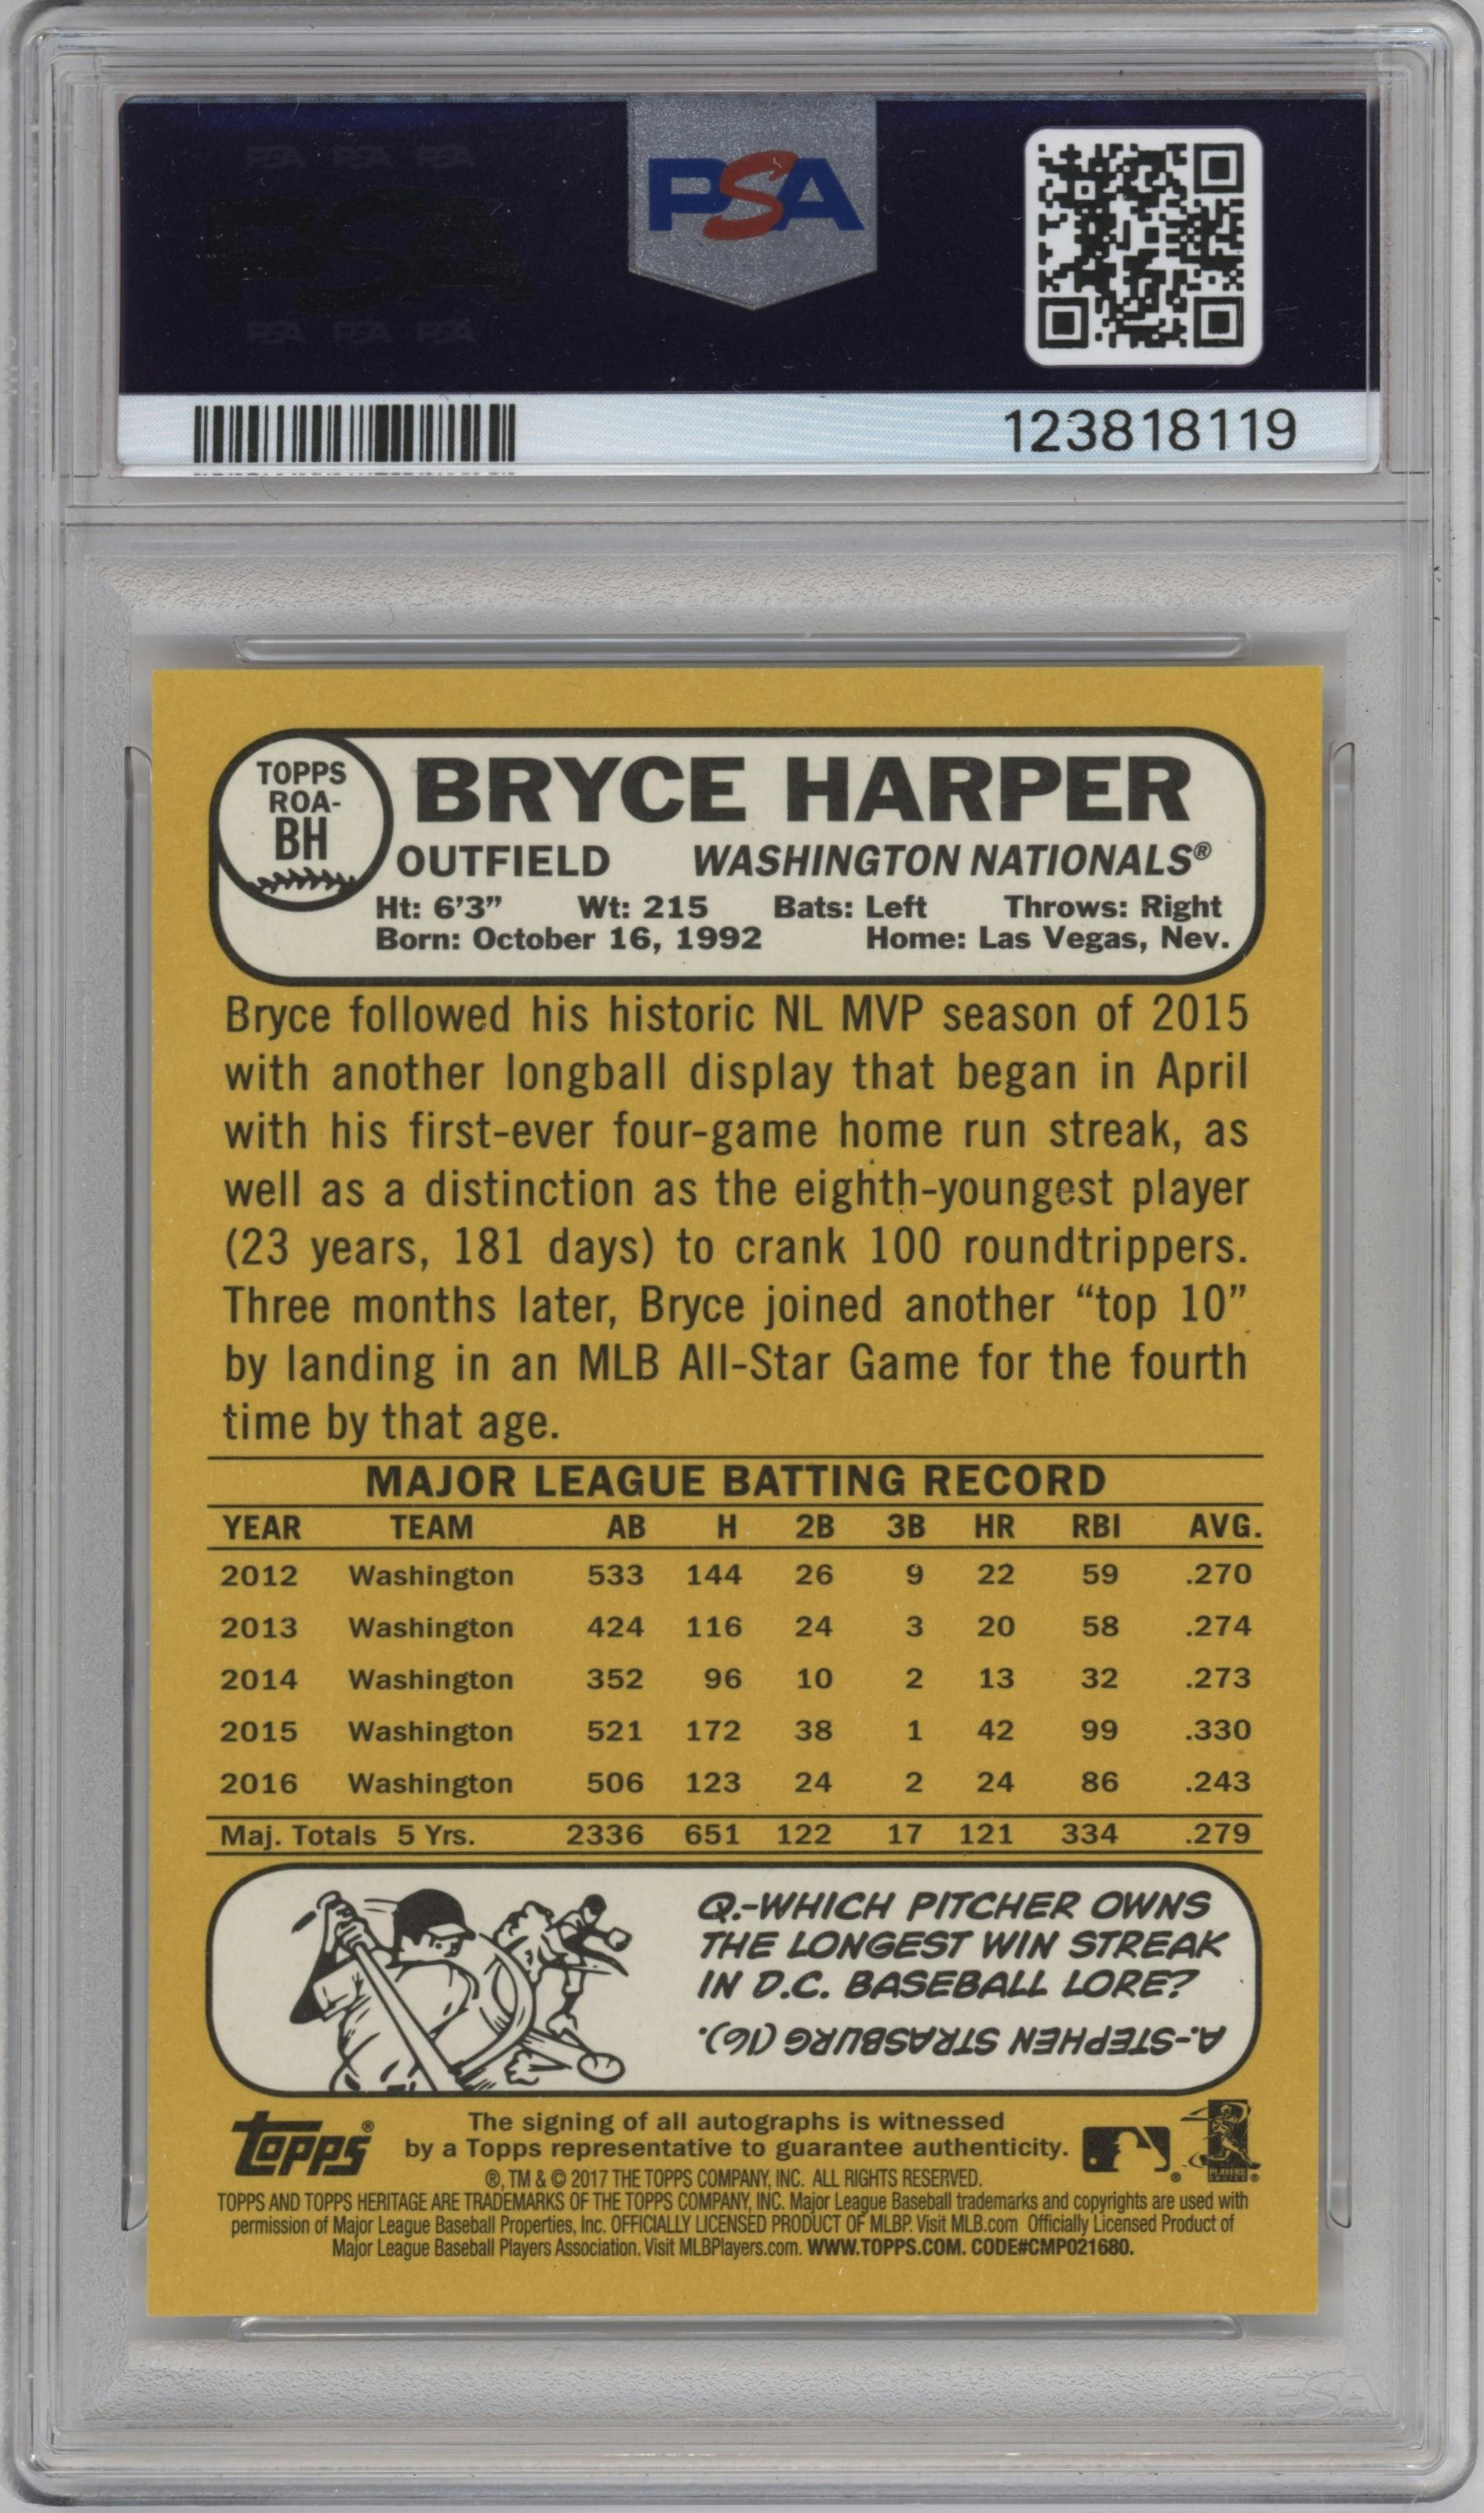 PSA PSA PSA
PSA
PSA PSA PSA
PSA
123818119
TOPPS
ROA-
BH
BRYCE HARPER
OUTFIELD WASHINGTON NATIONALS®
Ht: 6'3” Wt: 215 Bats: Left Throws: Right
Born: October 16, 1992 Home: Las Vegas, Nev.
Bryce followed his historic NL MVP season of 2015
with another longball display that began in April
with his first-ever four-game home run streak, as
well as a distinction as the eighth-youngest player
(23 years, 181 days) to crank 100 roundtrippers.
Three months later, Bryce joined another “top 10”
by landing in an MLB All-Star Game for the fourth
time by that age.
MAJOR LEAGUE BATTING RECORD
YEAR TEAM AB H 2B 3B HR RBI AVG.
2012 Washington 533 144 26 9 22 59 .270
2013 Washington 424 116 24 3 20 58 .274
2014 Washington 352 96 10 2 13 32 .273
2015 Washington 521 172 38 1 42 99 .330
2016 Washington 506 123 24 2 24 86 .243
Maj. Totals 5 Yrs. 2336 651 122 17 121 334 .279
Q.-WHICH PITCHER OWNS
THE LONGEST WIN STREAK
IN D.C. BASEBALL LORE?
A.-STEPHEN STRASBURG (16).
Topps®
The signing of all autographs is witnessed
by a Topps representative to guarantee authenticity.
®, TM & © 2017 THE TOPPS COMPANY, INC. ALL RIGHTS RESERVED.
TOPPS AND TOPPS HERITAGE ARE TRADEMARKS OF THE TOPPS COMPANY, INC. Major League Baseball trademarks and copyrights are used with
permission of Major League Baseball Properties, Inc. OFFICIALLY LICENSED PRODUCT OF MLBP. Visit MLB.com Officially Licensed Product of
Major League Baseball Players Association. Visit MLBPlayers.com. WWW.TOPPS.COM. CODE#CMP021680.
PLAYERS
CHOICE®
PSA